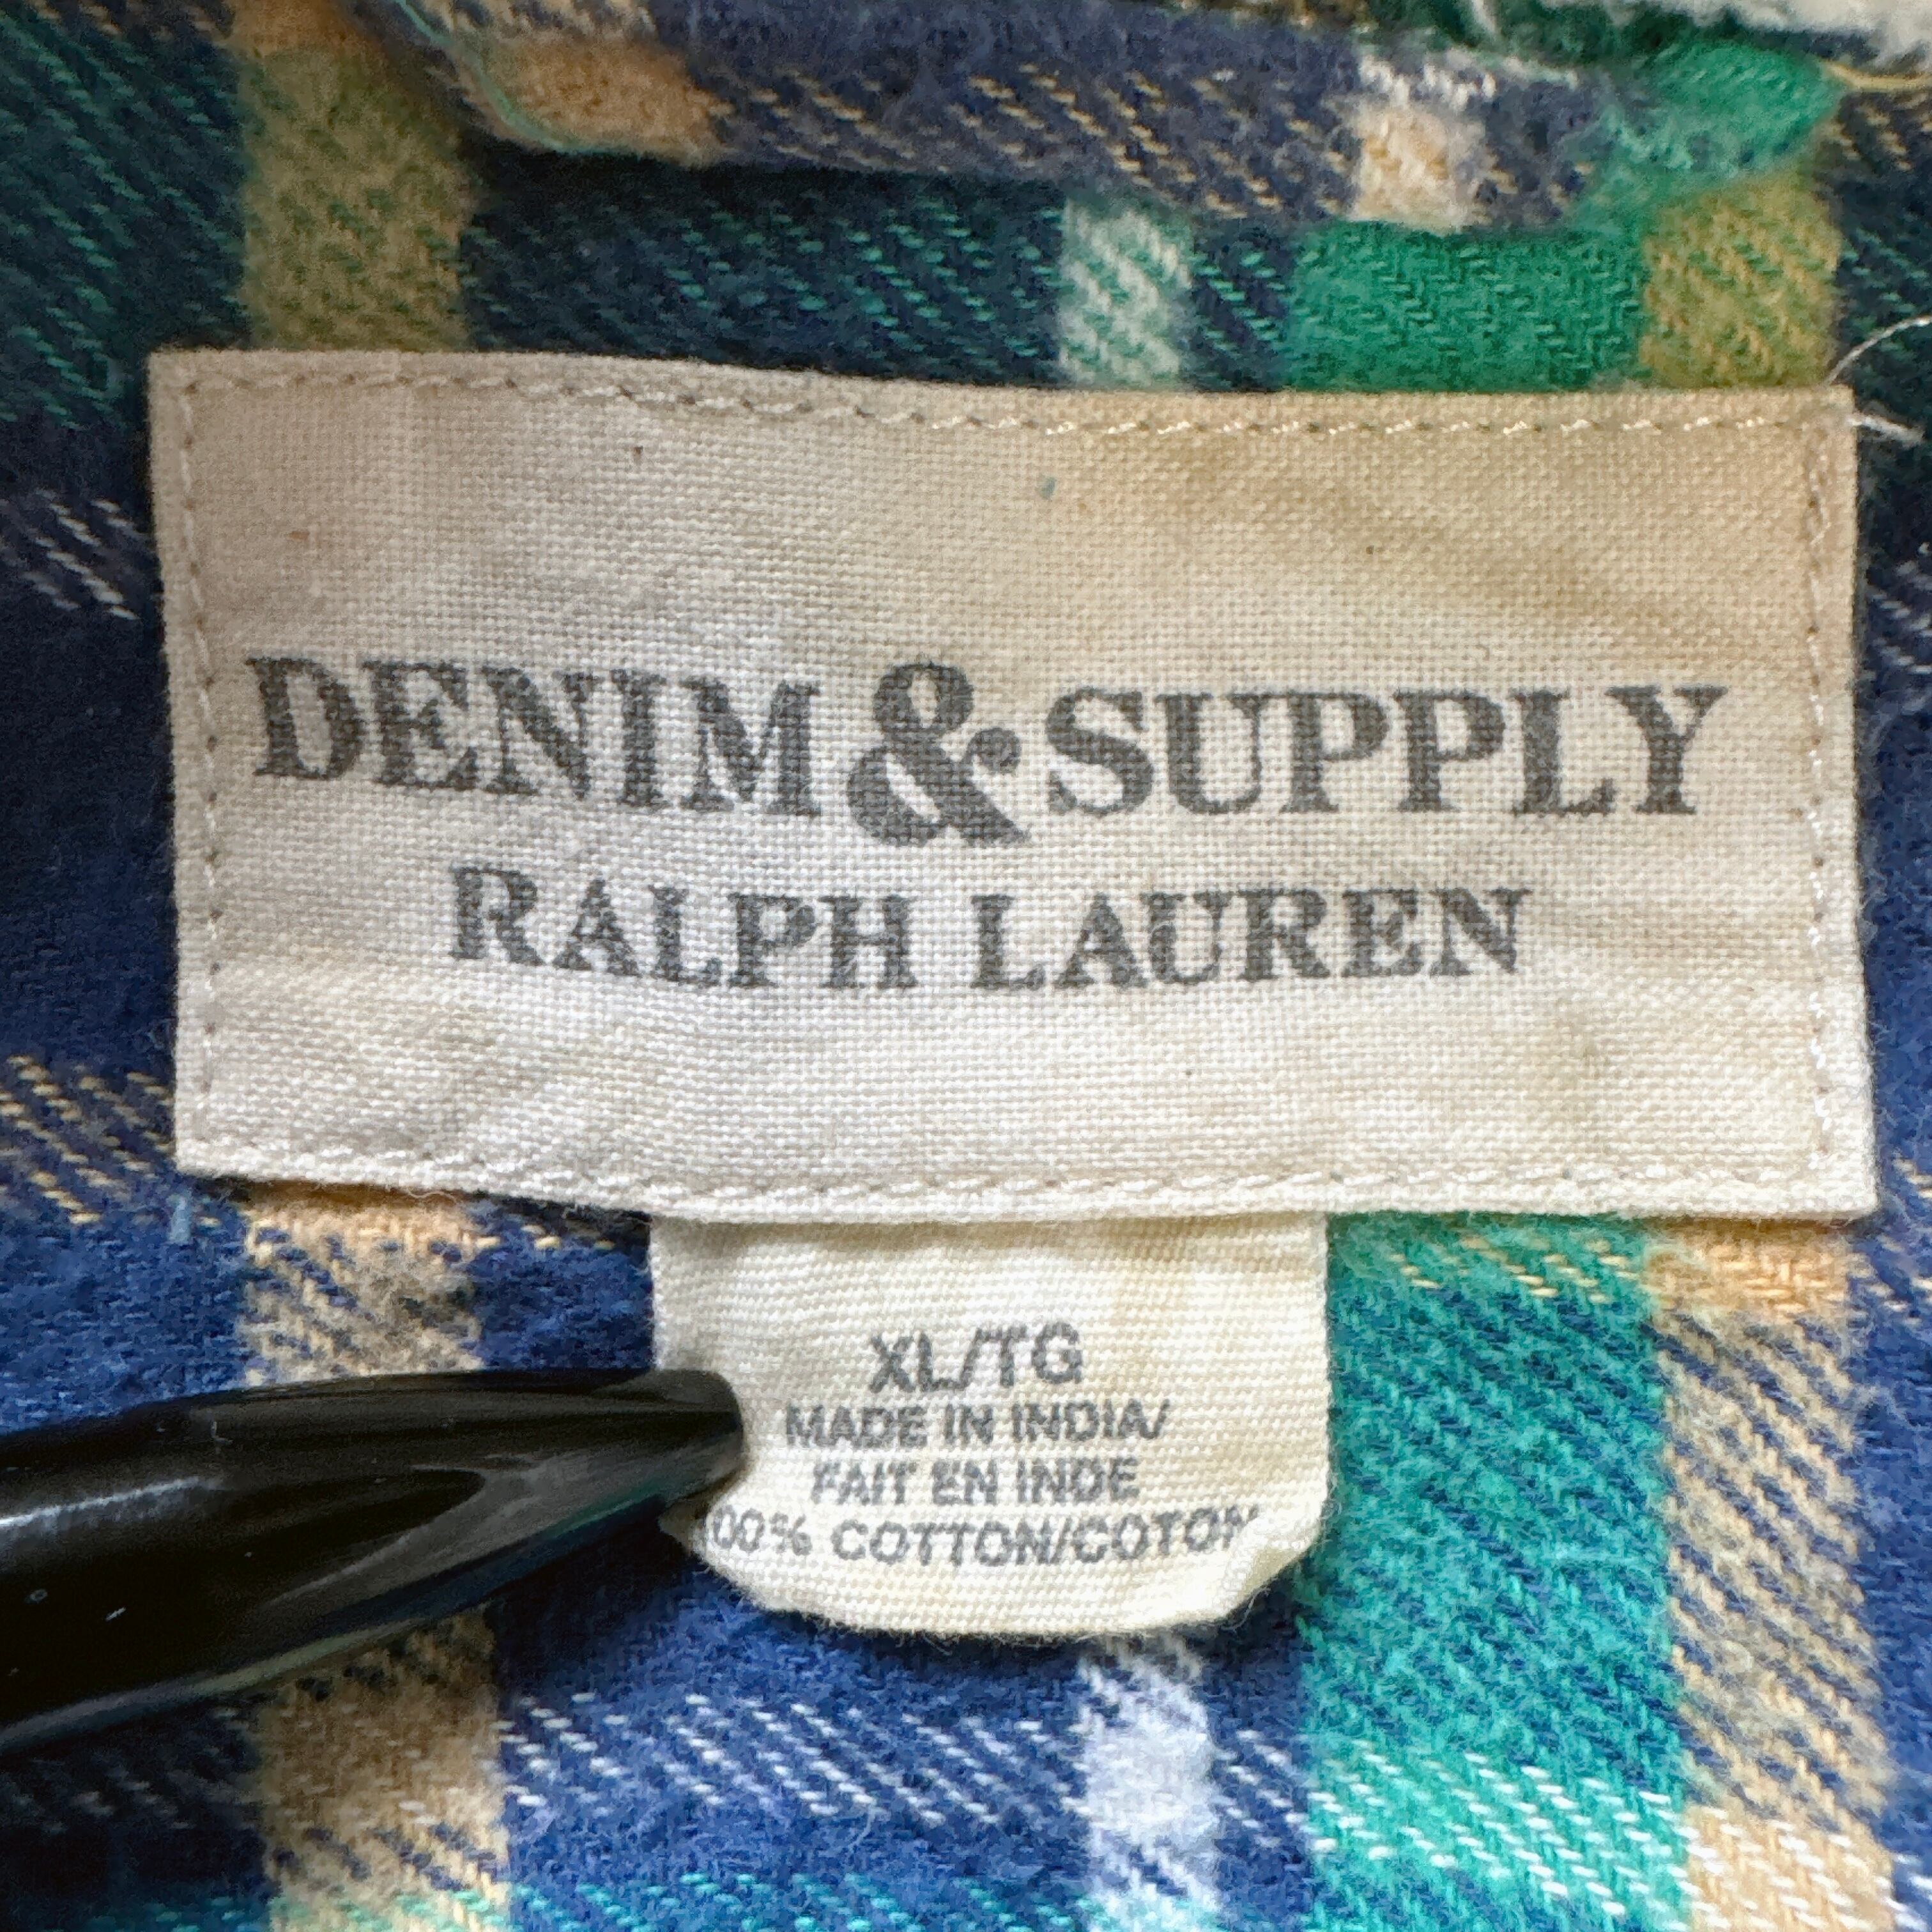 DENIM & SUPPLY
RALPH LAUREN
XL/TG
MADE IN INDIA/
FAIT EN INDE
00% COTTON/COTON